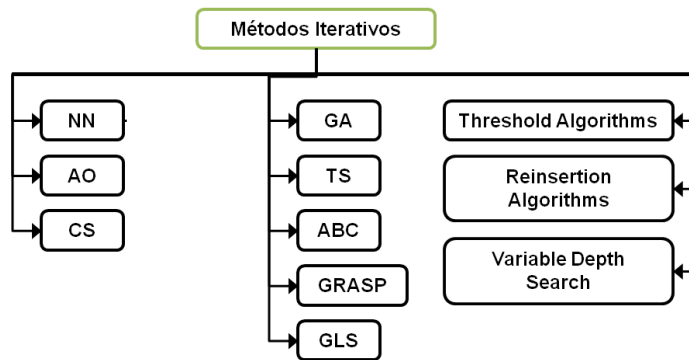 Métodos Iterativos
NN
AO
CS
GA
TS
ABC
GRASP
GLS
Threshold Algorithms
Reinsertion
Algorithms
Variable Depth
Search